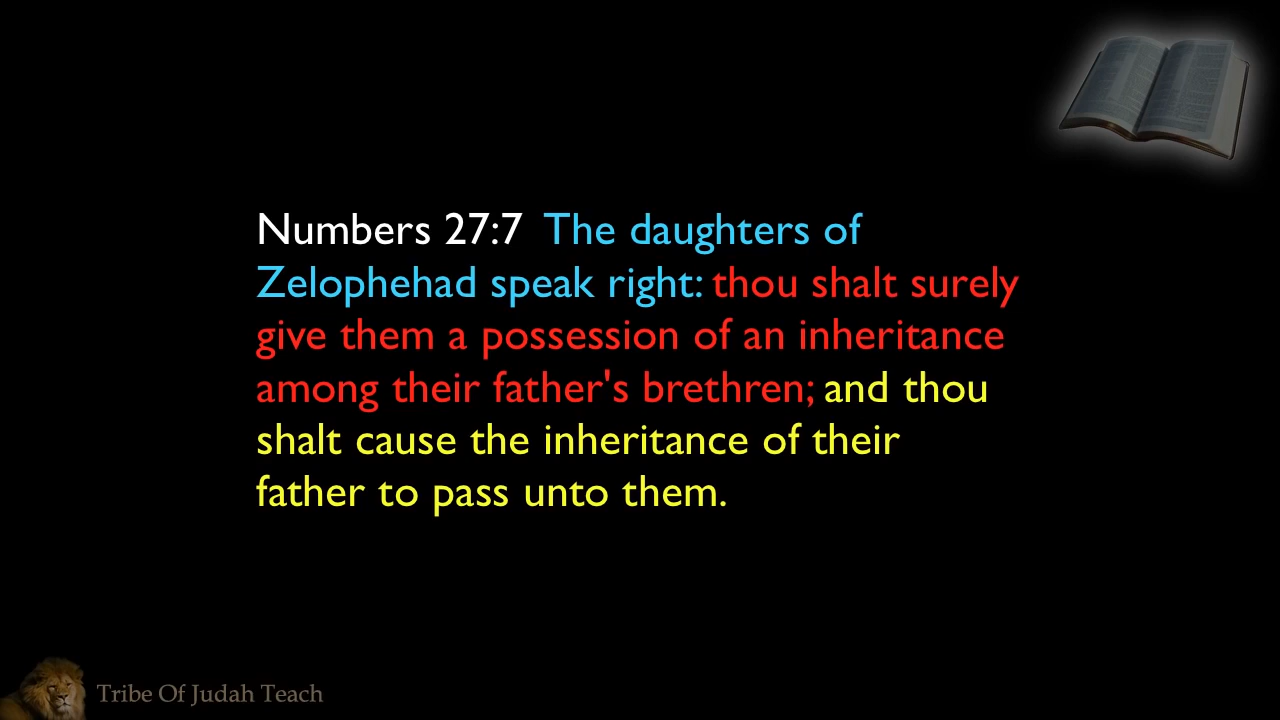 Numbers 27:7 The daughters of
Zelophehad speak right: thou shalt surely
give them a possession of an inheritance
among their father's brethren; and thou
shalt cause the inheritance of their
father to pass unto them.
Tribe Of Judah Teach